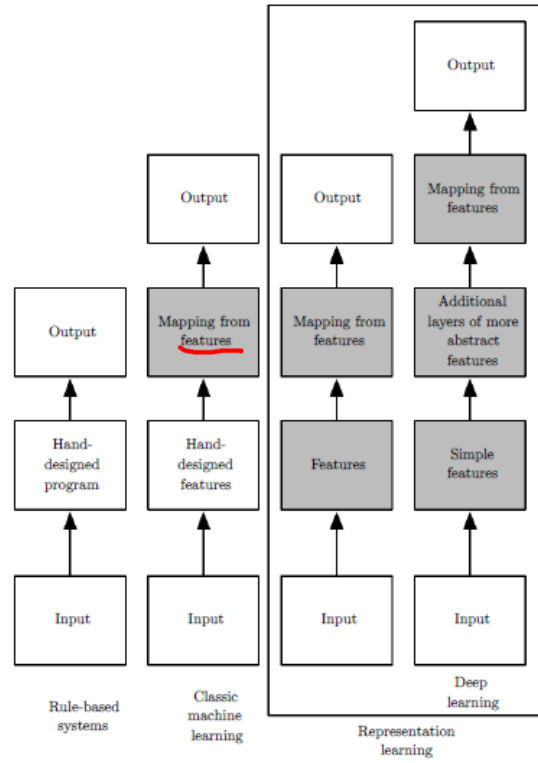 Output
Output
Output
Mapping from
features
Output
Mapping from
features
Mapping from
features
Additional
layers of more
abstract
features
Hand-
designed
program
Hand-
designed
features
Features
Simple
features
Input
Input
Input
Input
Rule-based
systems
Classic
machine
learning
Deep
learning
Representation
learning